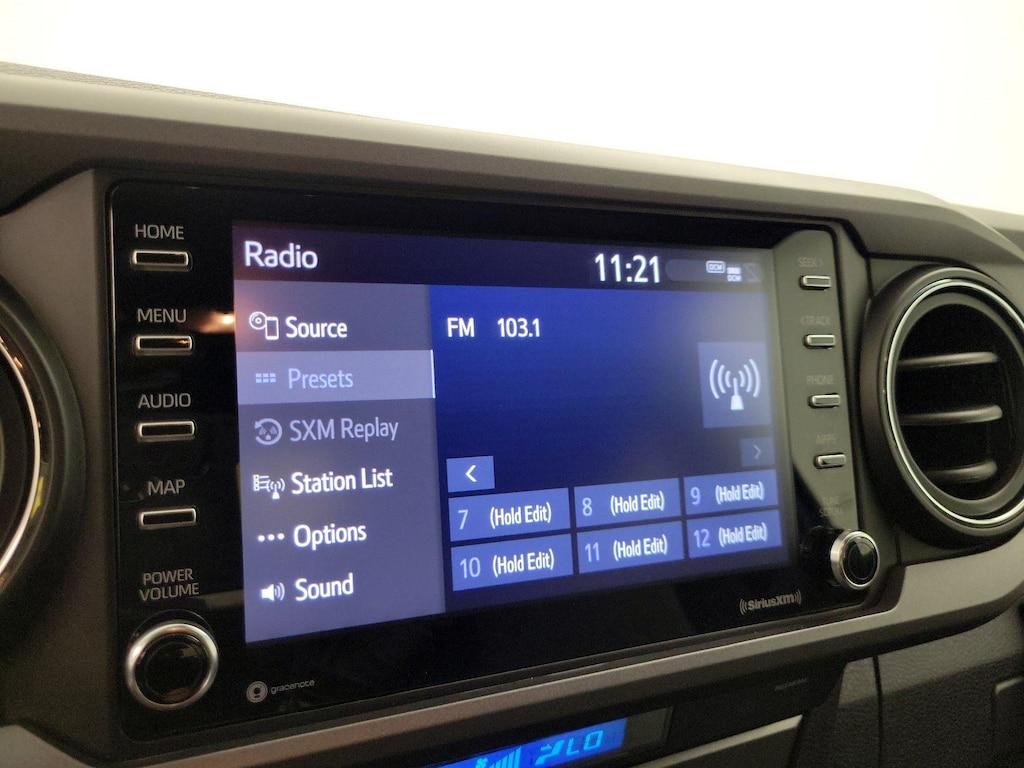 HOME
MENU
AUDIO
MAP
POWER
VOLUME
Radio
11:21
DCM
DCM
Source
Presets
SXM Replay
Station List
Options
Sound
FM 103.1
<
>
7 (Hold Edit)
8 (Hold Edit)
9 (Hold Edit)
10 (Hold Edit)
11 (Hold Edit)
12 (Hold Edit)
TRACK
PHONE
APPS
gracenote
SiriusXM
LO